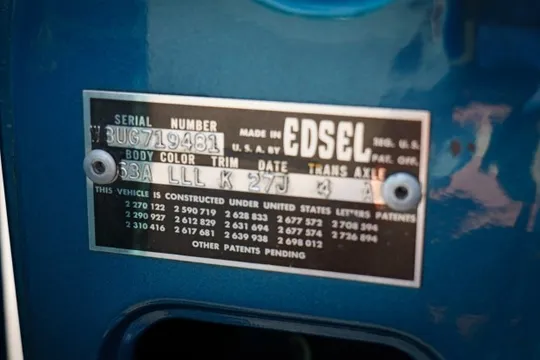 SERIAL NUMBER
W8UG719481
MADE IN
U.S.A. BY
EDSEL
REG. U.S.
PAT. OFF.
BODY COLOR TRIM DATE TRANS AXLE
63A LLL K 27J 4 A
THIS VEHICLE IS CONSTRUCTED UNDER UNITED STATES LETTERS PATENTS
2 270 122 2 590 719 2 628 833 2 677 572 2 708 594
2 290 927 2 612 829 2 631 694 2 677 574 2 726 894
2 310 416 2 617 681 2 639 938 2 698 012
OTHER PATENTS PENDING